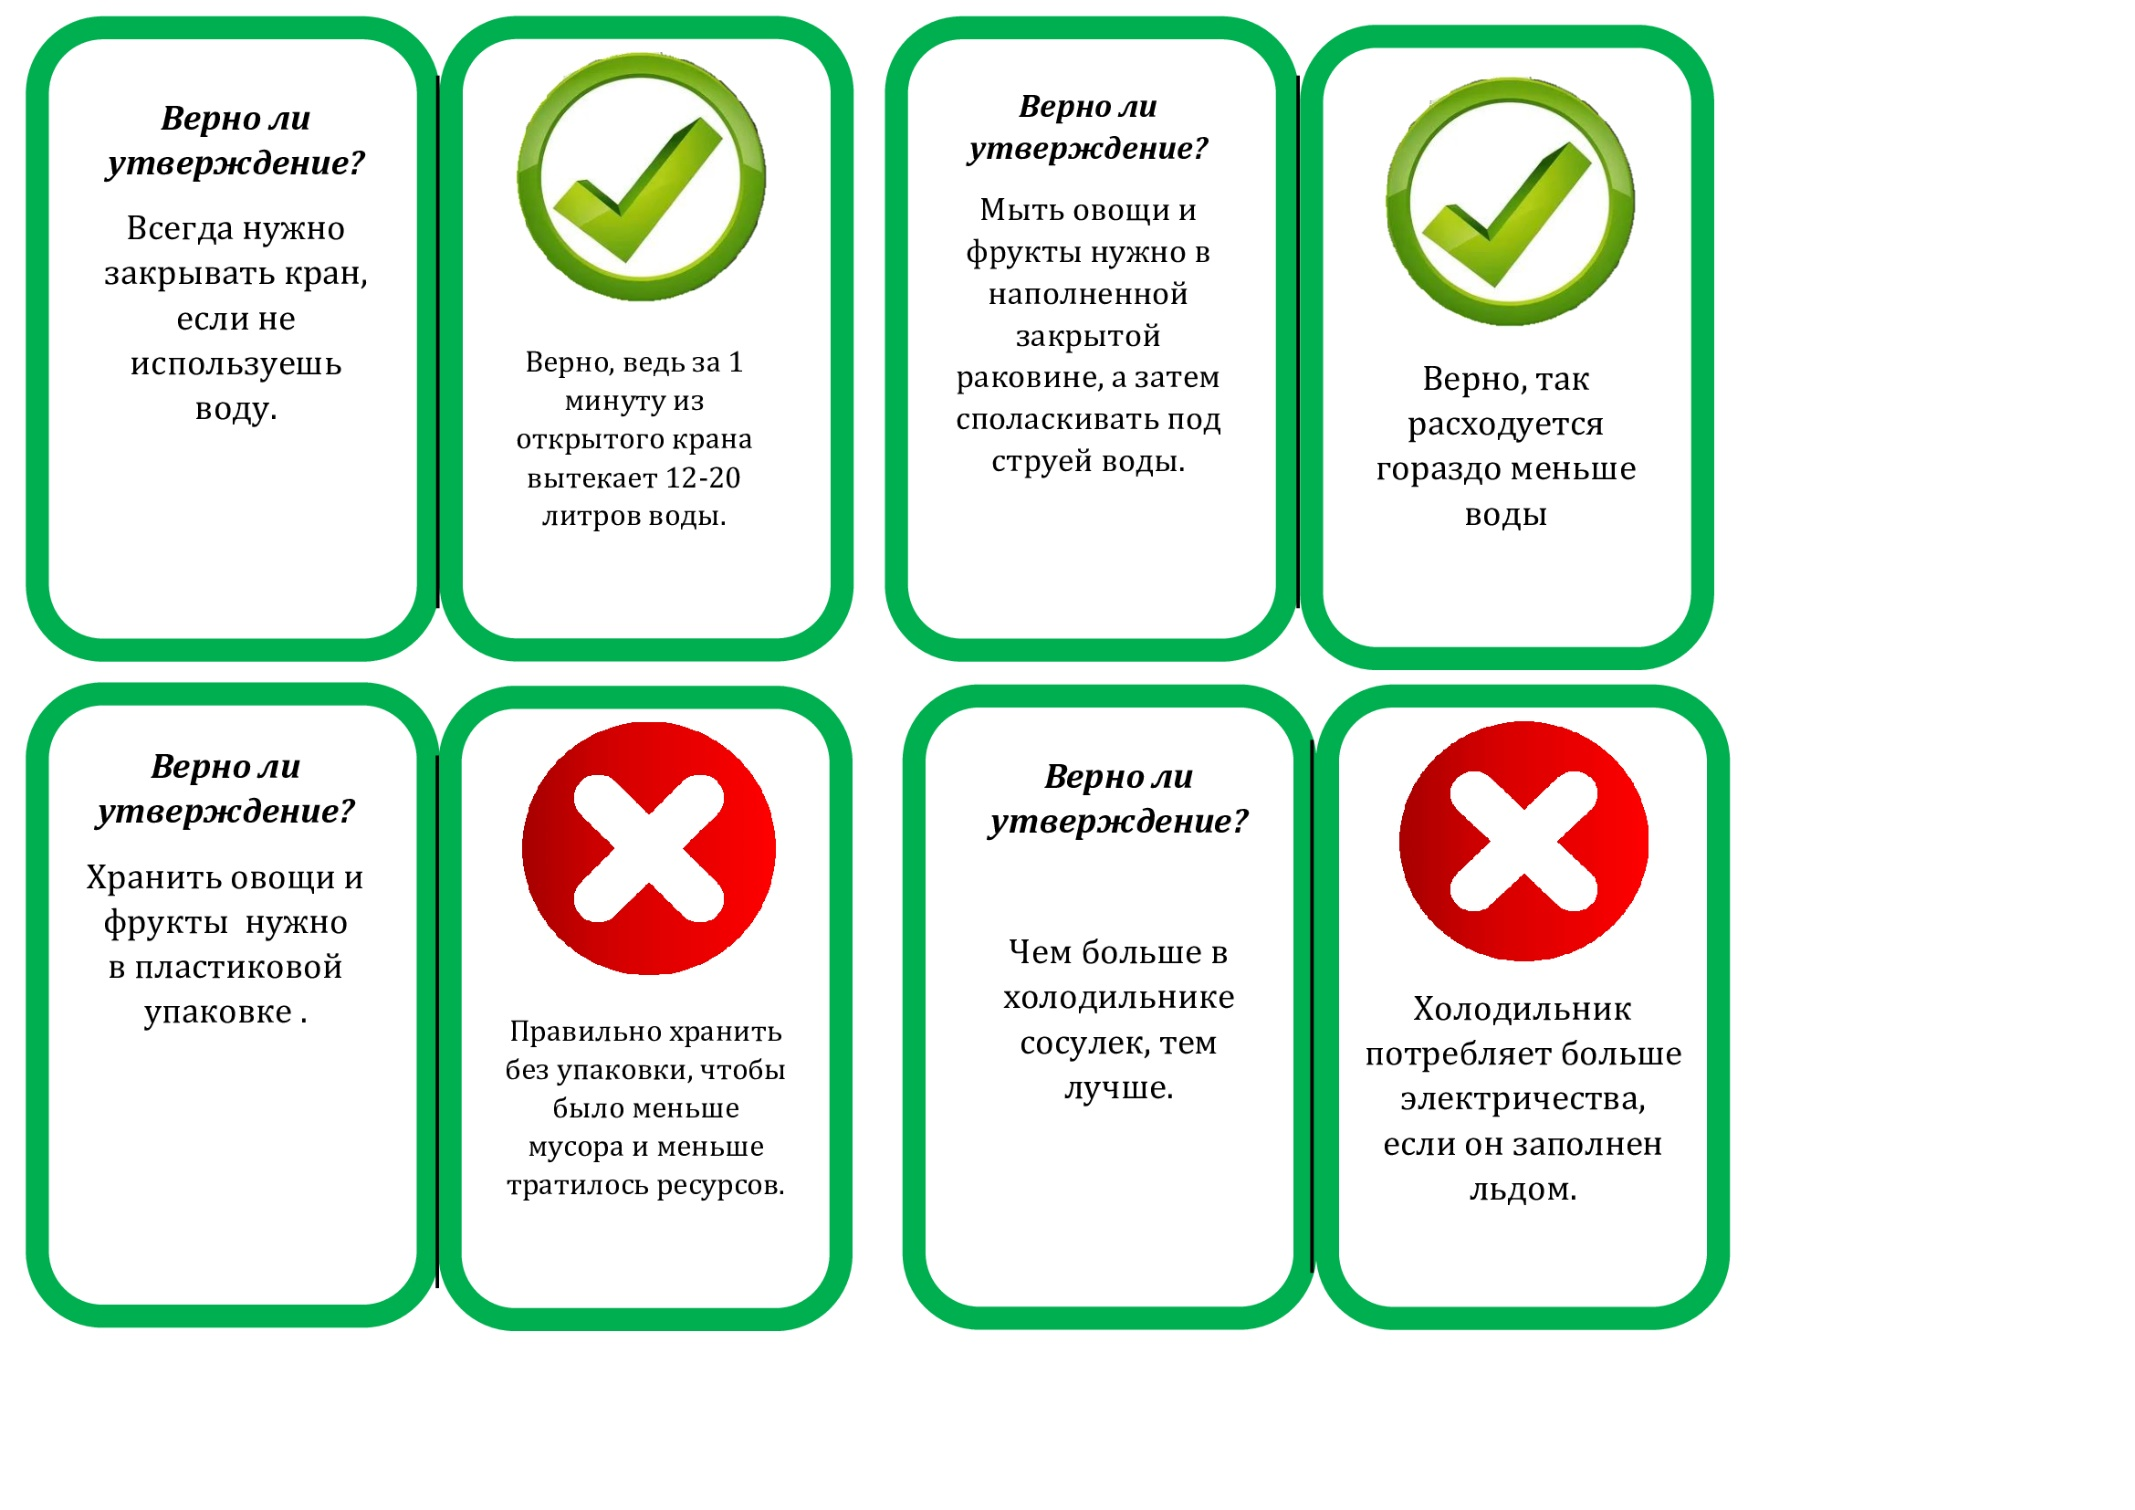 Верно ли
утверждение?
Всегда нужно
закрывать кран,
если не
используешь
воду.
Верно, ведь за 1
минуту из
открытого крана
вытекает 12-20
литров воды.
Верно ли
утверждение?
Мыть овощи и
фрукты нужно в
наполненной
закрытой
раковине, а затем
споласкивать под
струей воды.
Верно, так
расходуется
гораздо меньше
воды
Верно ли
утверждение?
Хранить овощи и
фрукты  нужно
в пластиковой
упаковке .
Правильно хранить
без упаковки, чтобы
было меньше
мусора и меньше
тратилось ресурсов.
Верно ли
утверждение?
Чем больше в
холодильнике
сосулек, тем
лучше.
Холодильник
потребляет больше
электричества,
если он заполнен
льдом.